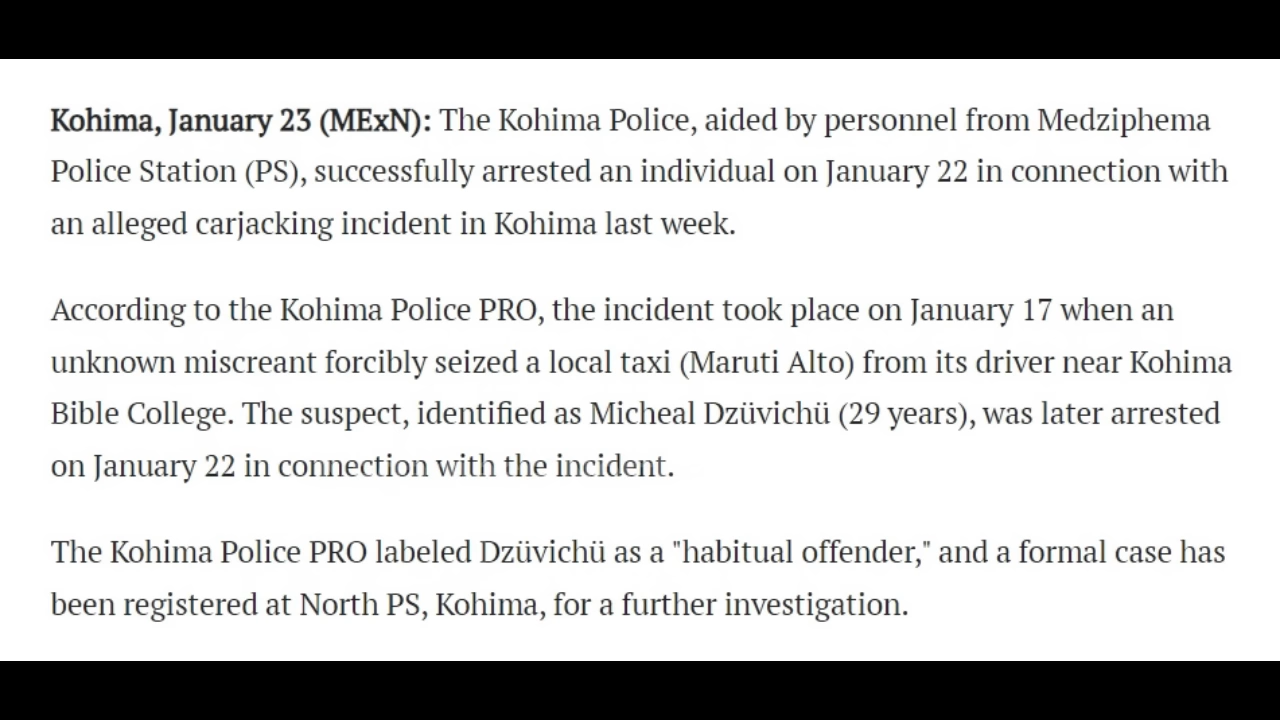 Kohima, January 23 (MExN): The Kohima Police, aided by personnel from Medziphema
Police Station (PS), successfully arrested an individual on January 22 in connection with
an alleged carjacking incident in Kohima last week.
According to the Kohima Police PRO, the incident took place on January 17 when an
unknown miscreant forcibly seized a local taxi (Maruti Alto) from its driver near Kohima
Bible College. The suspect, identified as Micheal Dzüvichü (29 years), was later arrested
on January 22 in connection with the incident.
The Kohima Police PRO labeled Dzüvichü as a "habitual offender," and a formal case has
been registered at North PS, Kohima, for a further investigation.